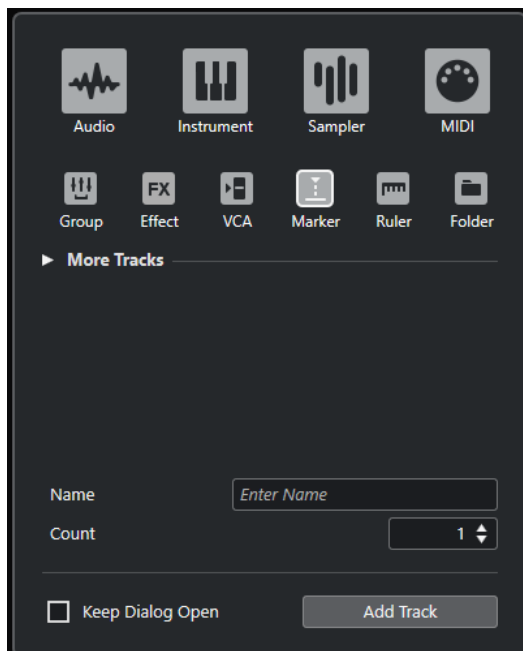 Audio Instrument Sampler MIDI
FX
Group Effect VCA Marker Ruler Folder
More Tracks
Name Enter Name
Count 1
Keep Dialog Open Add Track